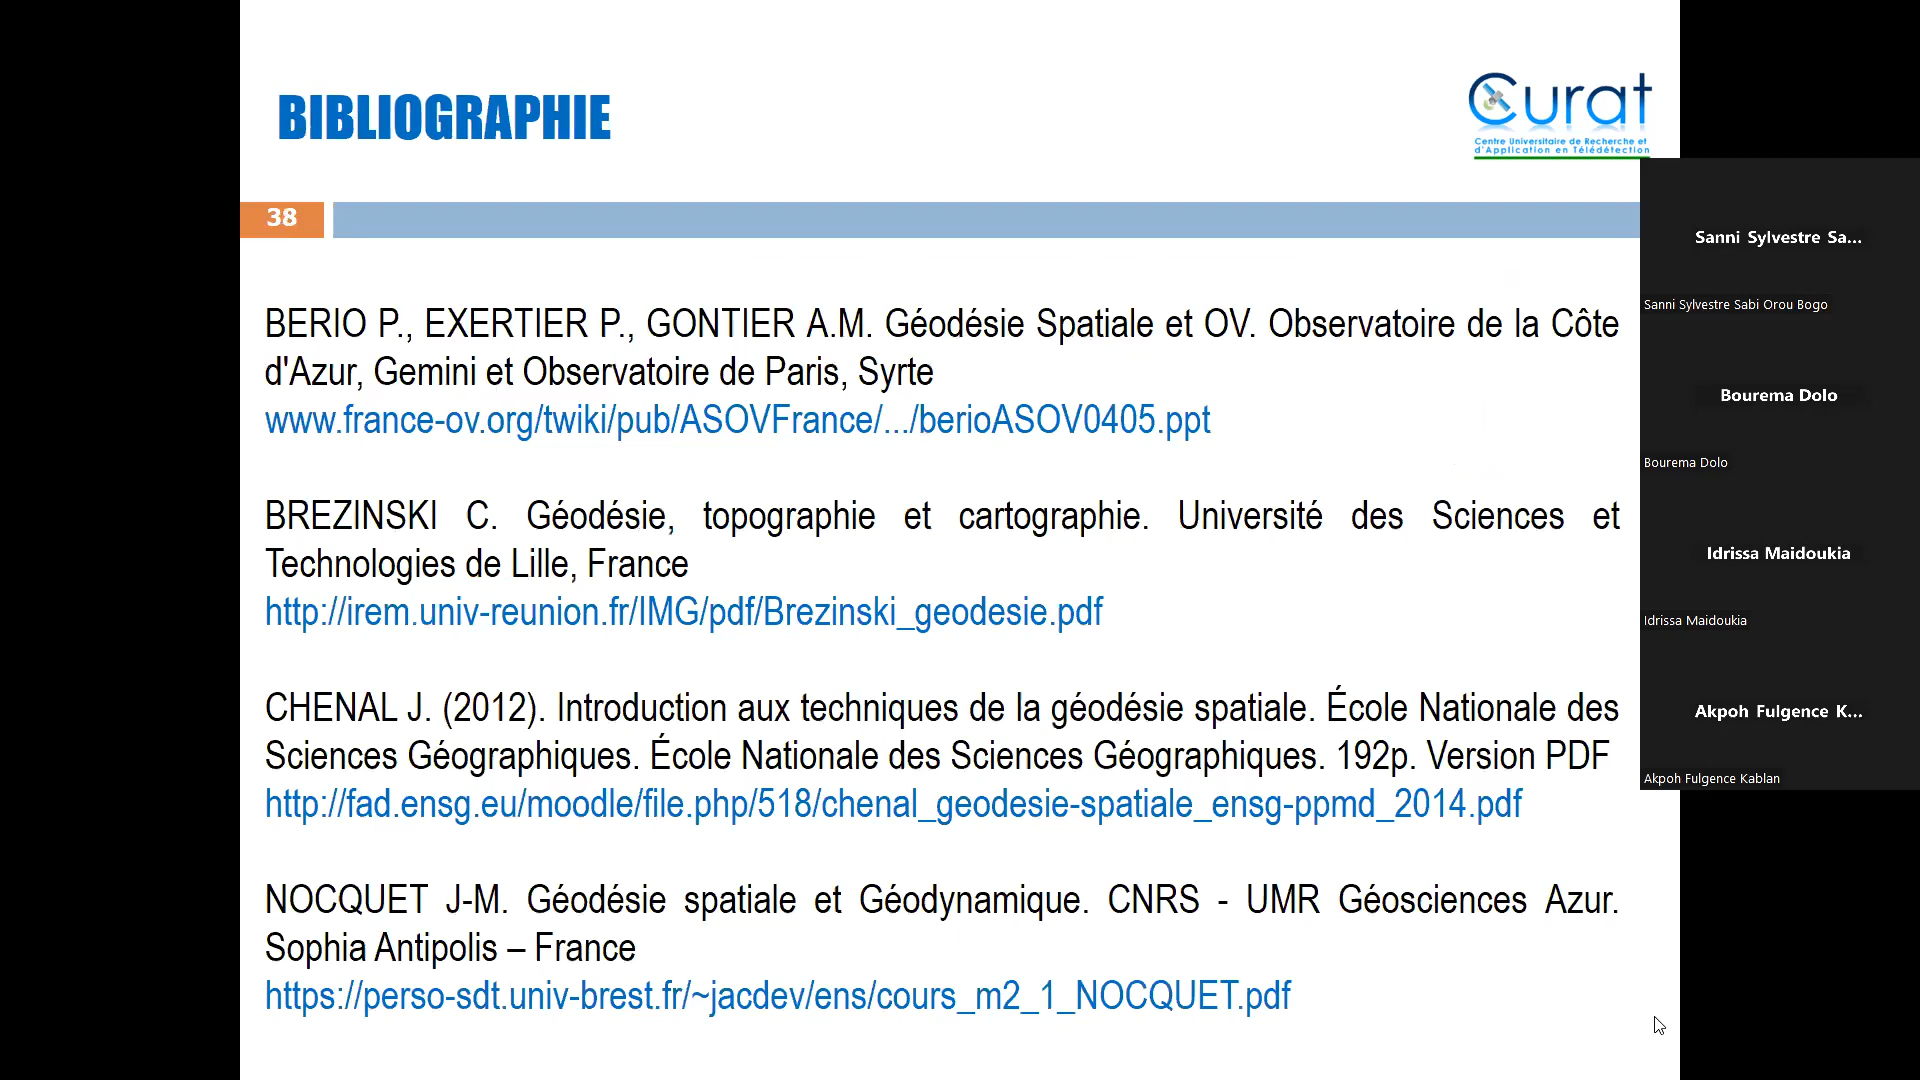 BIBLIOGRAPHIE
Curat
Centre Universitaire de Recherche et
d'Application en Télédétection
38
BERIO P., EXERTIER P., GONTIER A.M. Géodésie Spatiale et OV. Observatoire de la Côte
d'Azur, Gemini et Observatoire de Paris, Syrte
www.france-ov.org/twiki/pub/ASOVFrance/.../berioASOV0405.ppt
BREZINSKI C. Géodésie, topographie et cartographie. Université des Sciences et
Technologies de Lille, France
http://irem.univ-reunion.fr/IMG/pdf/Brezinski_geodesie.pdf
CHENAL J. (2012). Introduction aux techniques de la géodésie spatiale. École Nationale des
Sciences Géographiques. École Nationale des Sciences Géographiques. 192p. Version PDF
http://fad.ensg.eu/moodle/file.php/518/chenal_geodesie-spatiale_ensg-ppmd_2014.pdf
NOCQUET J-M. Géodésie spatiale et Géodynamique. CNRS - UMR Géosciences Azur.
Sophia Antipolis – France
https://perso-sdt.univ-brest.fr/~jacdev/ens/cours_m2_1_NOCQUET.pdf
Sanni Sylvestre Sa...
Sanni Sylvestre Sabi Orou Bogo
Bourema Dolo
Bourema Dolo
Idrissa Maidoukia
Idrissa Maidoukia
Akpoh Fulgence K...
Akpoh Fulgence Kablan